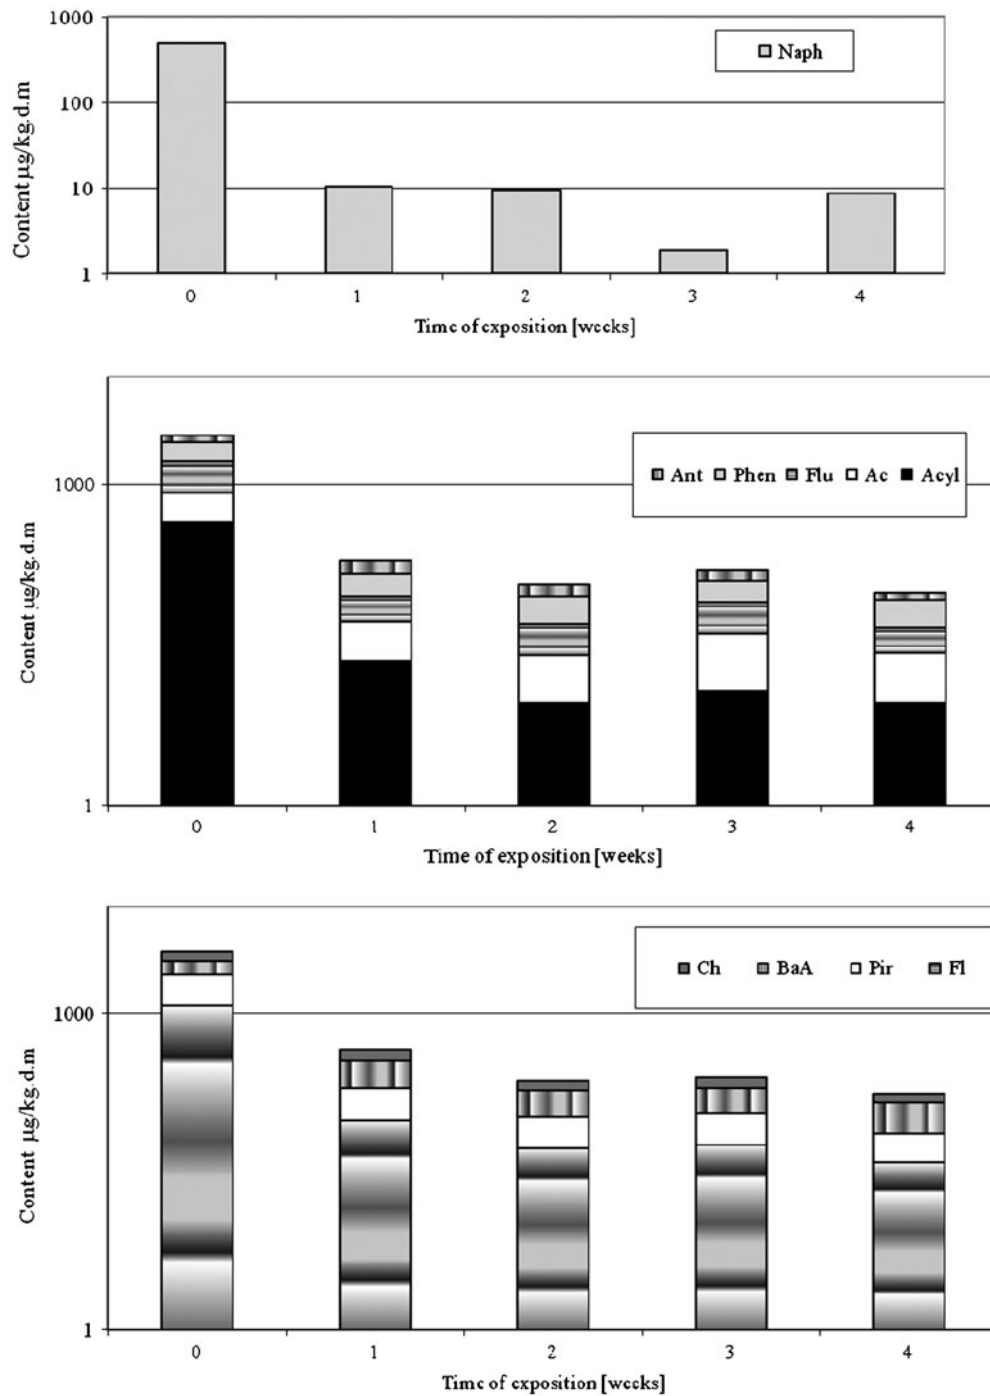 1000
Naph
100
10
1
Content µg/kg.d.m
0 1 2 3 4
Time of exposition [weeks]
1000
Ant Phen Flu Ac Acyl
1
Content µg/kg.d.m
0 1 2 3 4
Time of exposition [weeks]
Ch BaA Pir Fl
1000
1
Content µg/kg.d.m
0 1 2 3 4
Time of exposition [weeks]